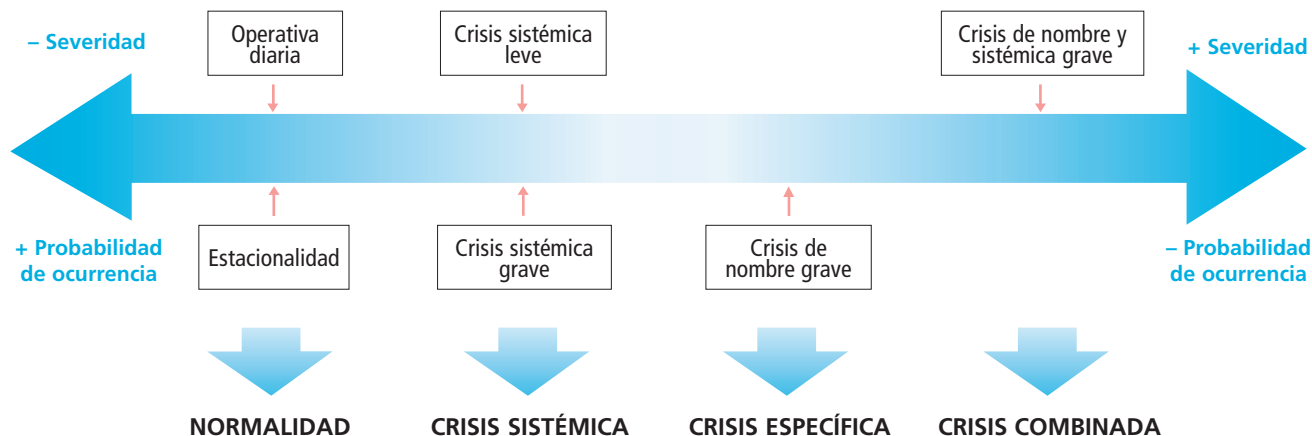 – Severidad
Operativa
diaria
Crisis sistémica
leve
Crisis de nombre y
sistémica grave
+ Severidad
+ Probabilidad
de ocurrencia
Estacionalidad
Crisis sistémica
grave
Crisis de
nombre grave
– Probabilidad
de ocurrencia
NORMALIDAD
CRISIS SISTÉMICA
CRISIS ESPECÍFICA
CRISIS COMBINADA